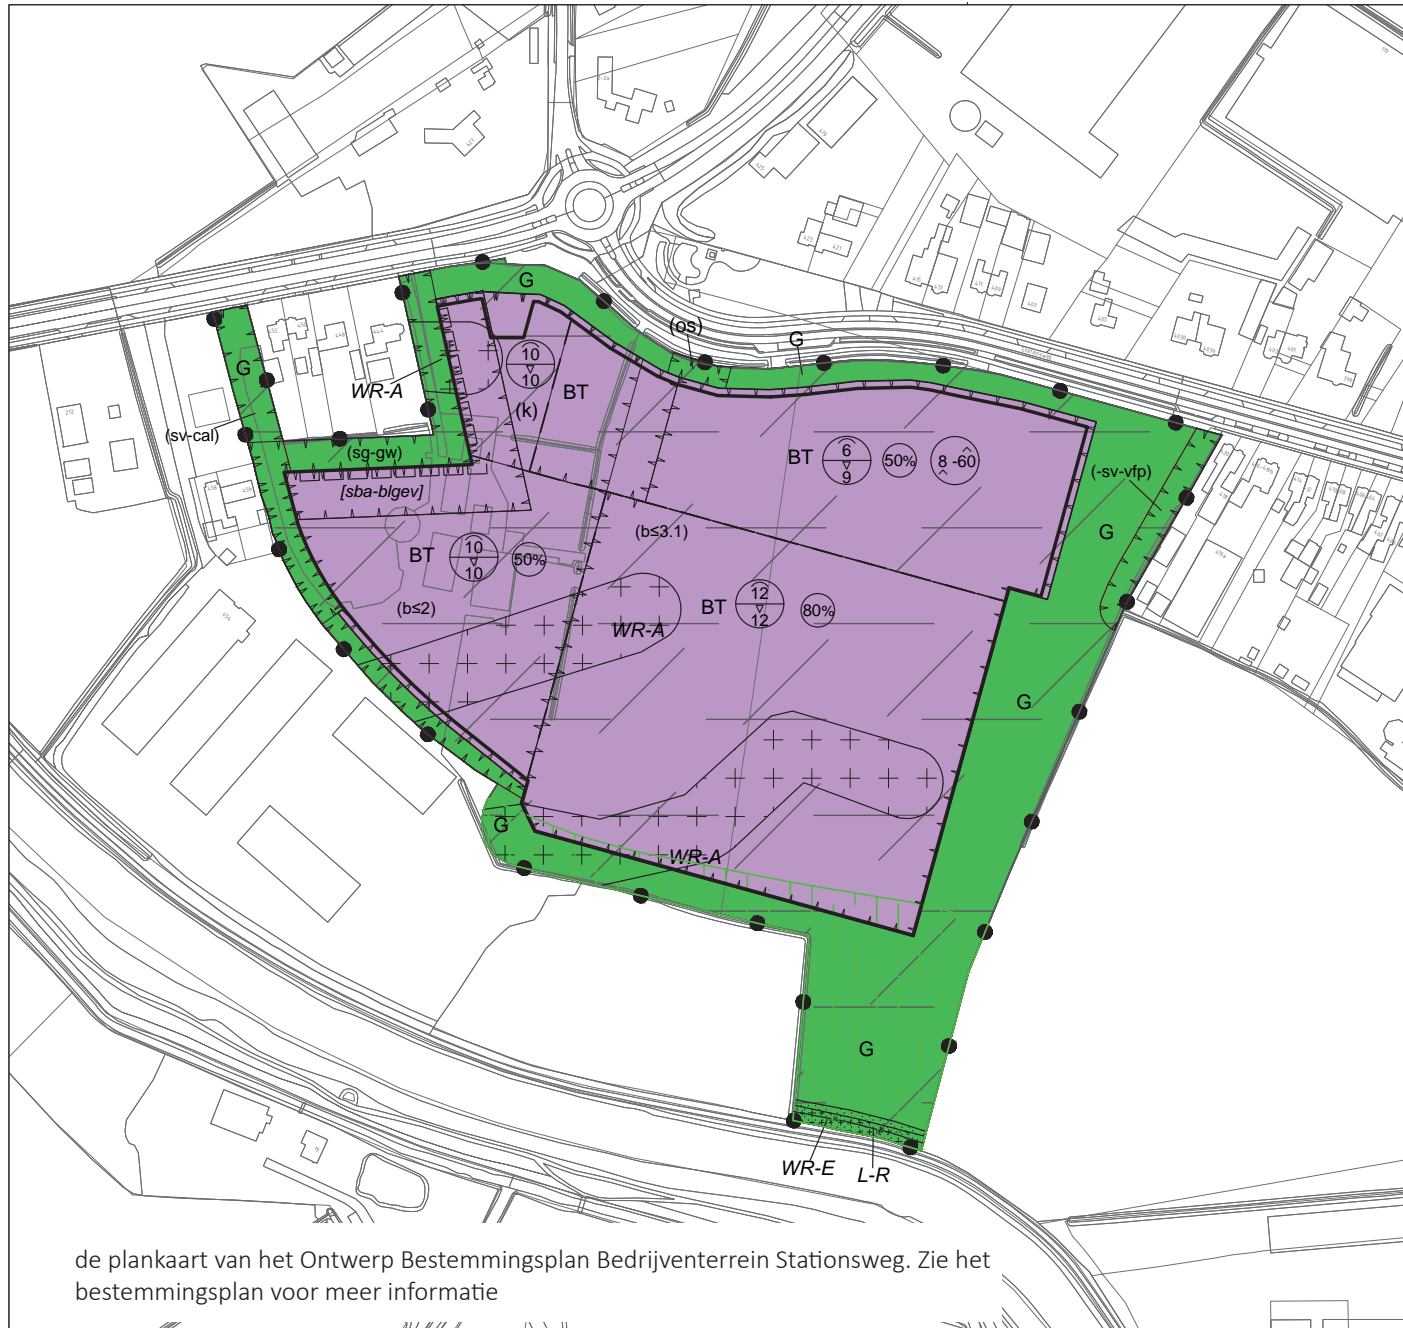 G
(os)
G
10
10
WR-A
BT
(k)
G
(sv-cal)
(sg-gw)
BT
6
9
50%
8 -60
(-sv-vfp)
[sba-blgev]
G
(b≤3.1)
BT
10
10
50%
BT
12
12
80%
(b≤2)
WR-A
G
G
WR-A
G
WR-E
L-R
de plankaart van het Ontwerp Bestemmingsplan Bedrijventerrein Stationsweg. Zie het
bestemmingsplan voor meer informatie